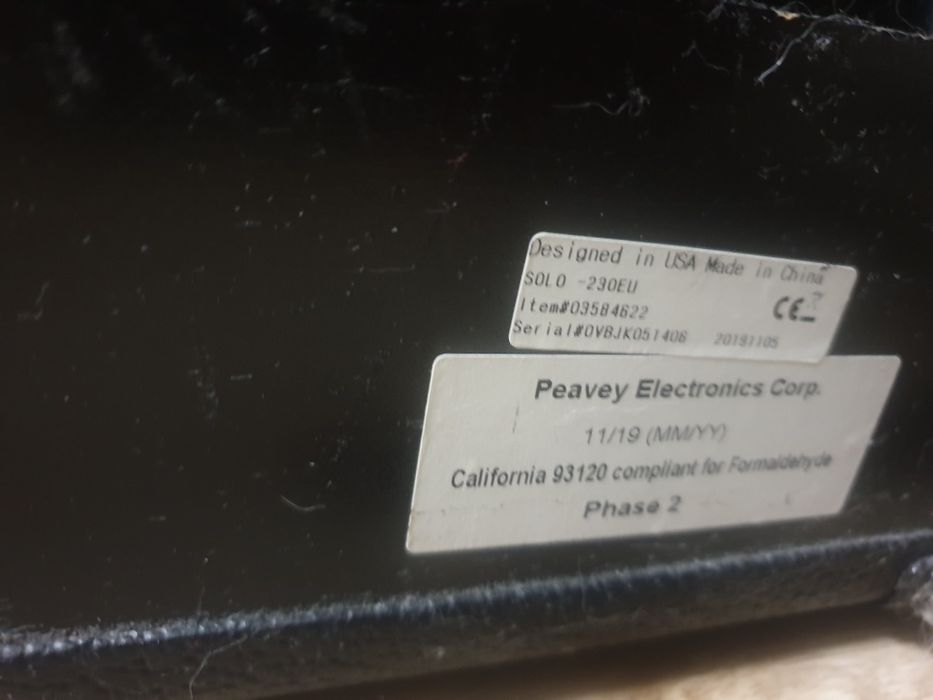 Designed in USA Made in China
SOLO -230EU
Item#03584622
CE
Serial#OVBJK051406 20191105
Peavey Electronics Corp.
11/19 (MM/YY)
California 93120 compliant for Formaldehyde
Phase 2